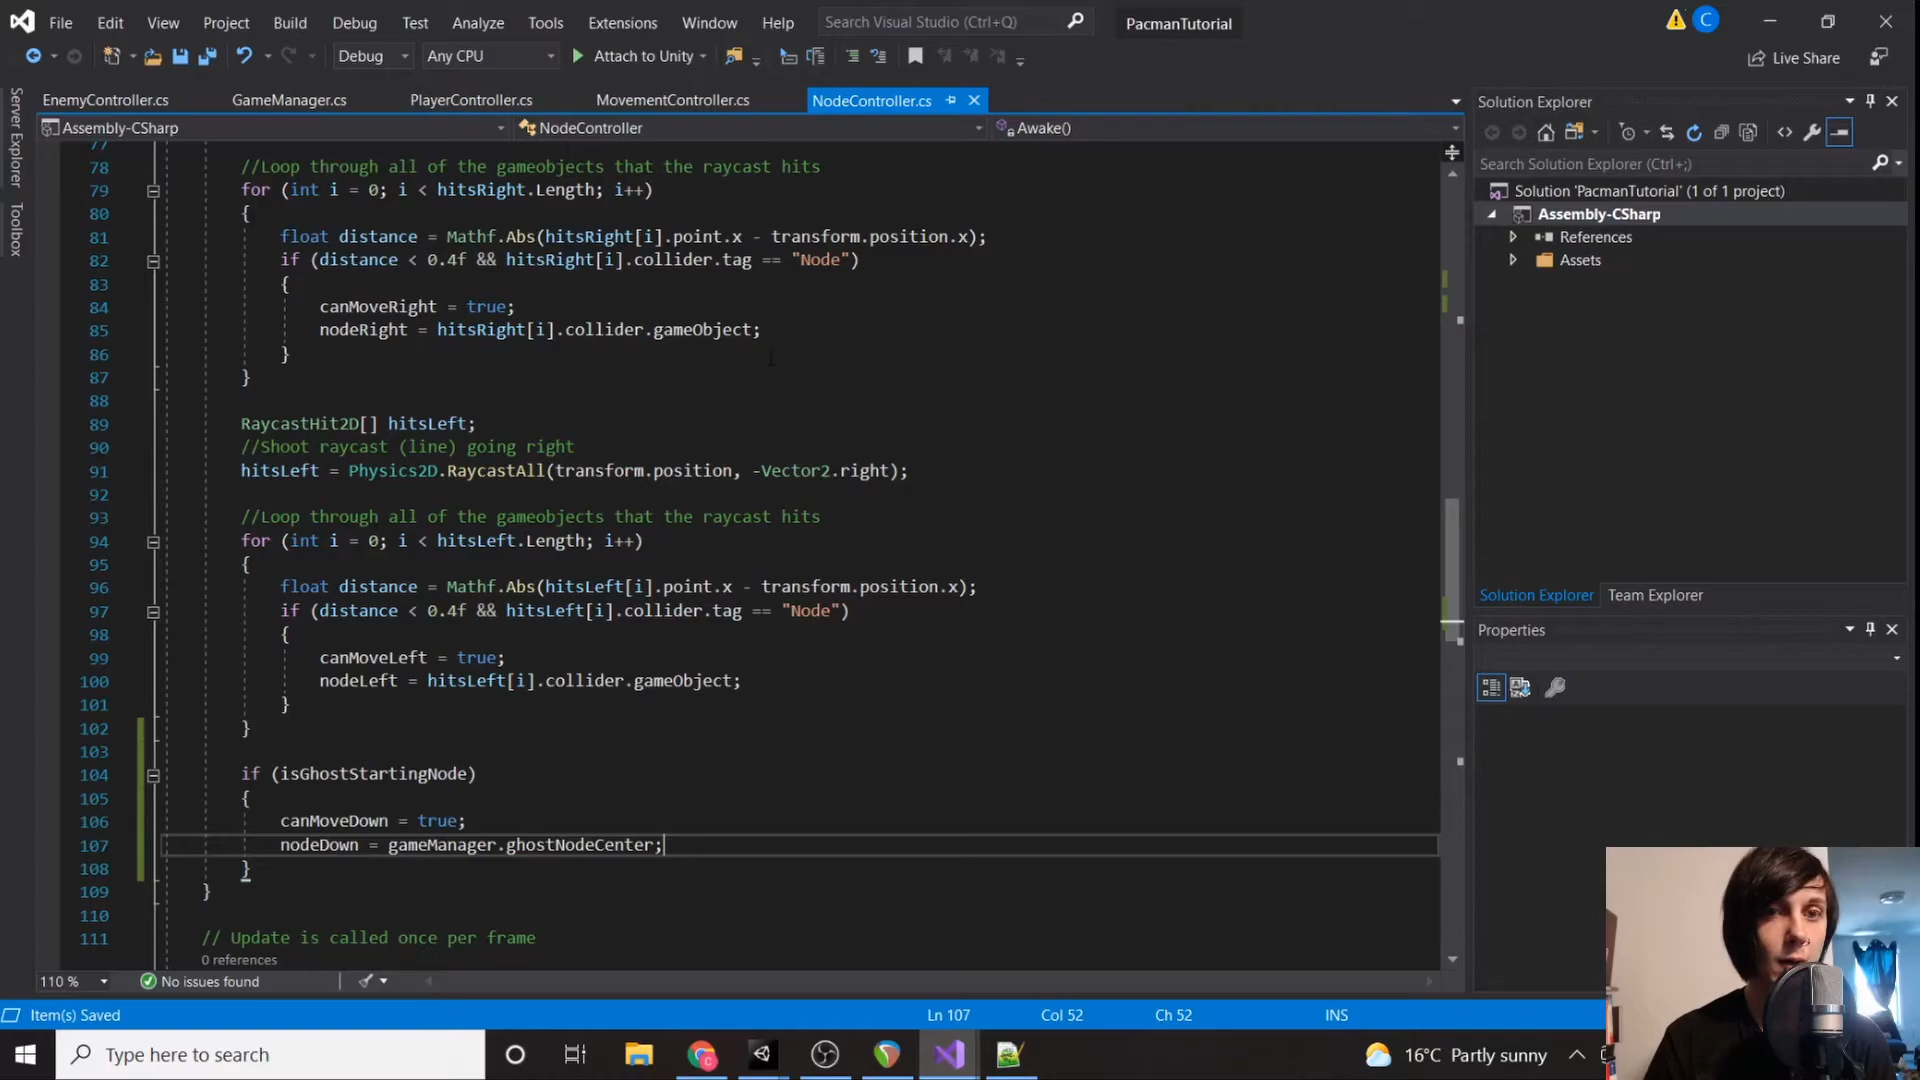 File Edit View Project Build Debug Test Analyze Tools Extensions Window Help Search Visual Studio (Ctrl+Q) PacmanTutorial C
Debug Any CPU Attach to Unity Live Share
Server Explorer
Toolbox
EnemyController.cs GameManager.cs PlayerController.cs MovementController.cs NodeController.cs
Assembly-CSharp NodeController Awake()
77
78 //Loop through all of the gameobjects that the raycast hits
79 for (int i = 0; i < hitsRight.Length; i++)
80 {
81 float distance = Mathf.Abs(hitsRight[i].point.x - transform.position.x);
82 if (distance < 0.4f && hitsRight[i].collider.tag == "Node")
83 {
84 canMoveRight = true;
85 nodeRight = hitsRight[i].collider.gameObject;
86 }
87 }
88
89 RaycastHit2D[] hitsLeft;
90 //Shoot raycast (line) going right
91 hitsLeft = Physics2D.RaycastAll(transform.position, -Vector2.right);
92
93 //Loop through all of the gameobjects that the raycast hits
94 for (int i = 0; i < hitsLeft.Length; i++)
95 {
96 float distance = Mathf.Abs(hitsLeft[i].point.x - transform.position.x);
97 if (distance < 0.4f && hitsLeft[i].collider.tag == "Node")
98 {
99 canMoveLeft = true;
100 nodeLeft = hitsLeft[i].collider.gameObject;
101 }
102 }
103
104 if (isGhostStartingNode)
105 {
106 canMoveDown = true;
107 nodeDown = gameManager.ghostNodeCenter;
108 }
109 }
110
111 // Update is called once per frame
0 references
110 % No issues found
Solution Explorer
Search Solution Explorer (Ctrl+;)
Solution 'PacmanTutorial' (1 of 1 project)
Assembly-CSharp
References
Assets
Solution Explorer Team Explorer
Properties
Item(s) Saved Ln 107 Col 52 Ch 52 INS
Type here to search 16°C Partly sunny